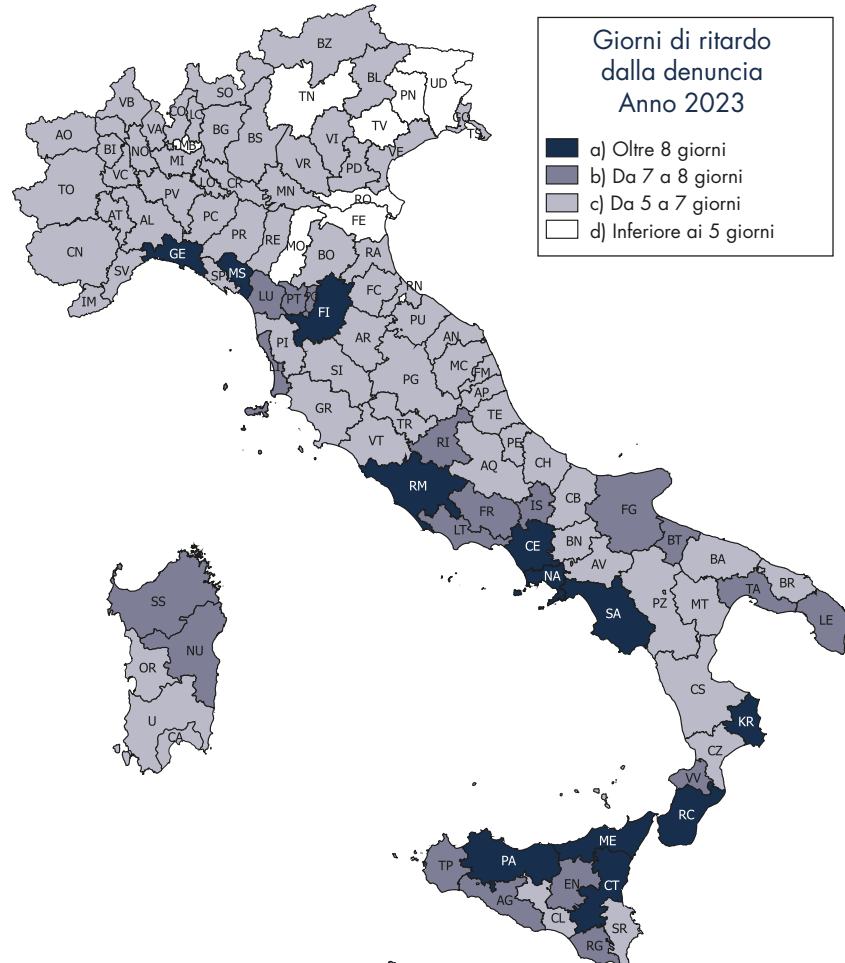 Giorni di ritardo
dalla denuncia
Anno 2023
a) Oltre 8 giorni
b) Da 7 a 8 giorni
c) Da 5 a 7 giorni
d) Inferiore ai 5 giorni
BZ
SO
BL
UD
PN
TN
VB
CO
LC
AO
VA
BG
BS
TV
GO
TS
BI
NO
MB
MI
VI
VE
VR
PD
VC
TO
LO
CR
MN
PV
RO
AT
AL
PC
FE
PR
RE
MO
CN
GE
BO
RA
SV
SP
MS
IM
LU
PT
FC
RN
FI
PU
PI
AR
AN
LI
SI
MC
FM
PG
AP
GR
TR
TE
VT
RI
PE
AQ
CH
RM
CB
FR
IS
FG
LT
CE
BN
BT
AV
BA
NA
BR
TA
SS
PZ
MT
SA
LE
NU
OR
CS
U
KR
CA
CZ
VV
RC
ME
PA
TP
EN
CT
AG
CL
SR
RG